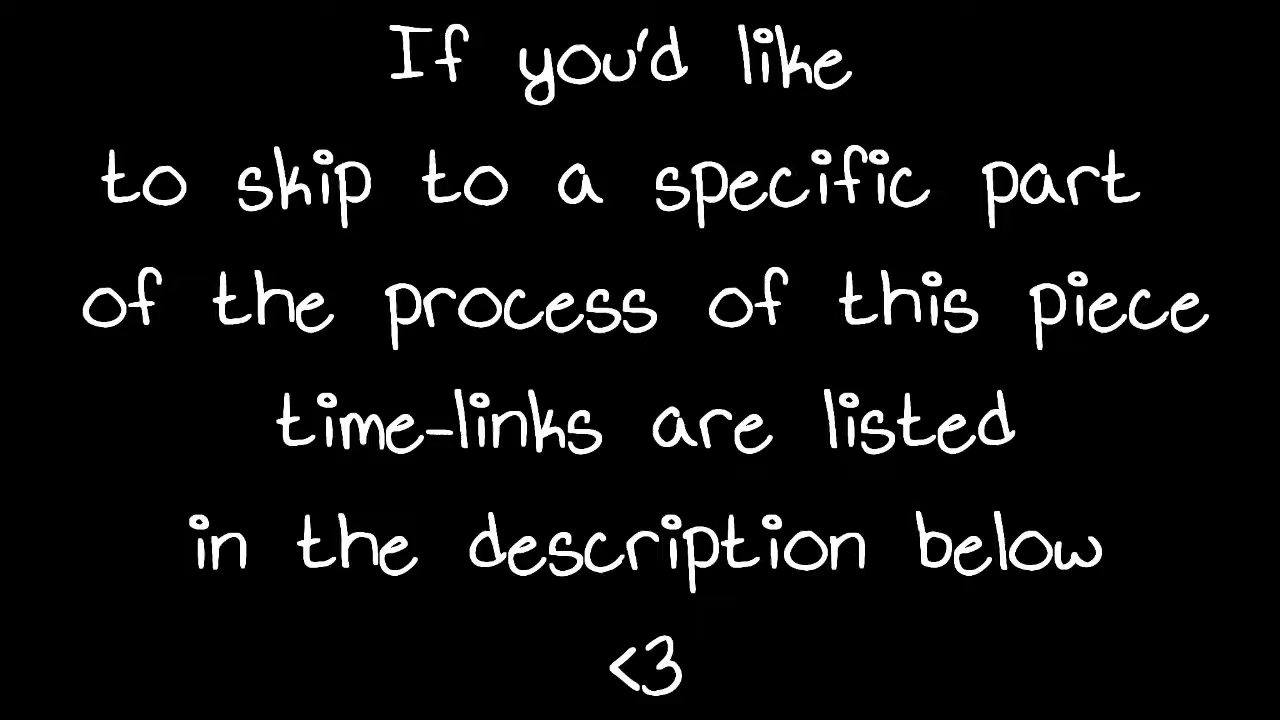 If you'd like
to skip to a specific part
of the process of this piece
time-links are listed
in the description below
<3